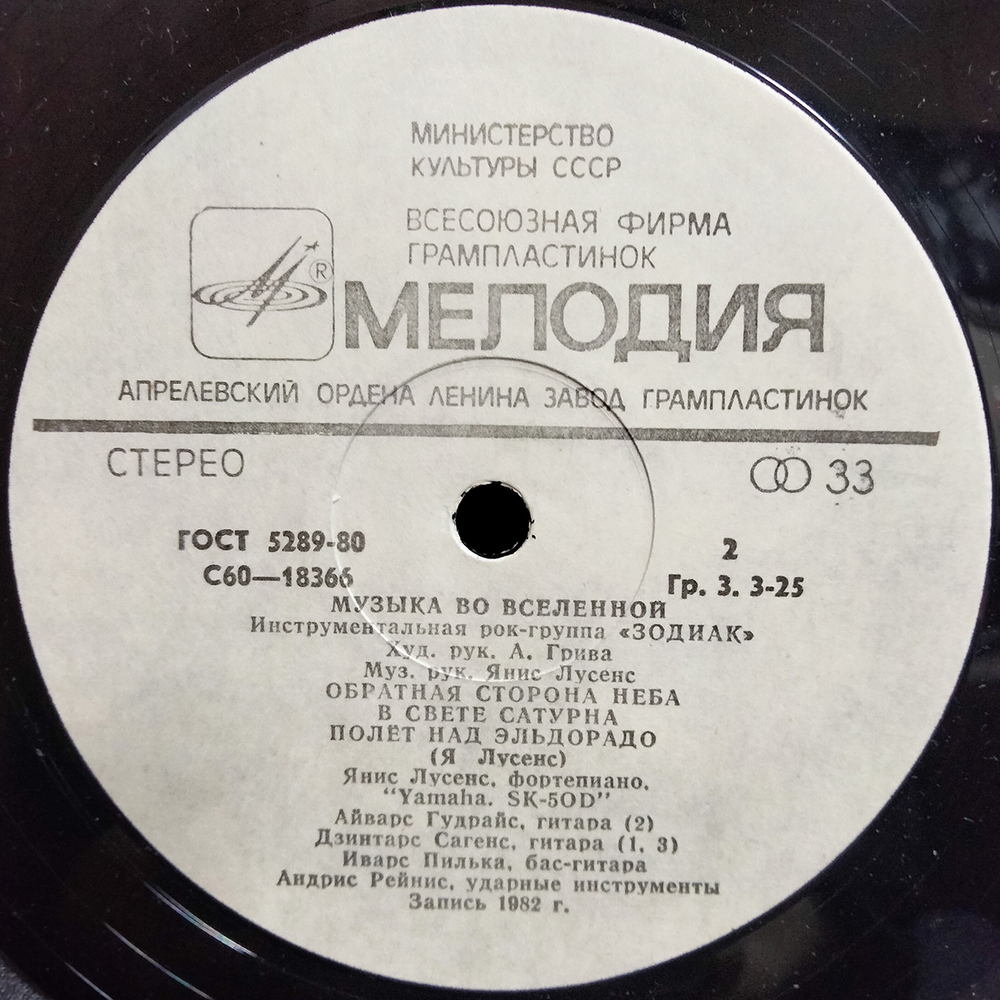 МИНИСТЕРСТВО
КУЛЬТУРЫ СССР
ВСЕСОЮЗНАЯ ФИРМА
ГРАМПЛАСТИНОК
®
МЕЛОДИЯ
АПРЕЛЕВСКИЙ ОРДЕНА ЛЕНИНА ЗАВОД ГРАМПЛАСТИНОК
СТЕРЕО
33
ГОСТ 5289-80
2
С60—18366
Гр. 3. 3-25
МУЗЫКА ВО ВСЕЛЕННОЙ
Инструментальная рок-группа «ЗОДИАК»
Худ. рук. А. Грива
Муз. рук. Янис Лусенс
ОБРАТНАЯ СТОРОНА НЕБА
В СВЕТЕ САТУРНА
ПОЛЁТ НАД ЭЛЬДОРАДО
(Я Лусенс)
Янис Лусенс, фортепиано,
"Yamaha. SK-5OD"
Айварс Гудрайс, гитара (2)
Дзинтарс Сагенс, гитара (1, 3)
Иварс Пилька, бас-гитара
Андрис Рейнис, ударные инструменты
Запись 1982 г.